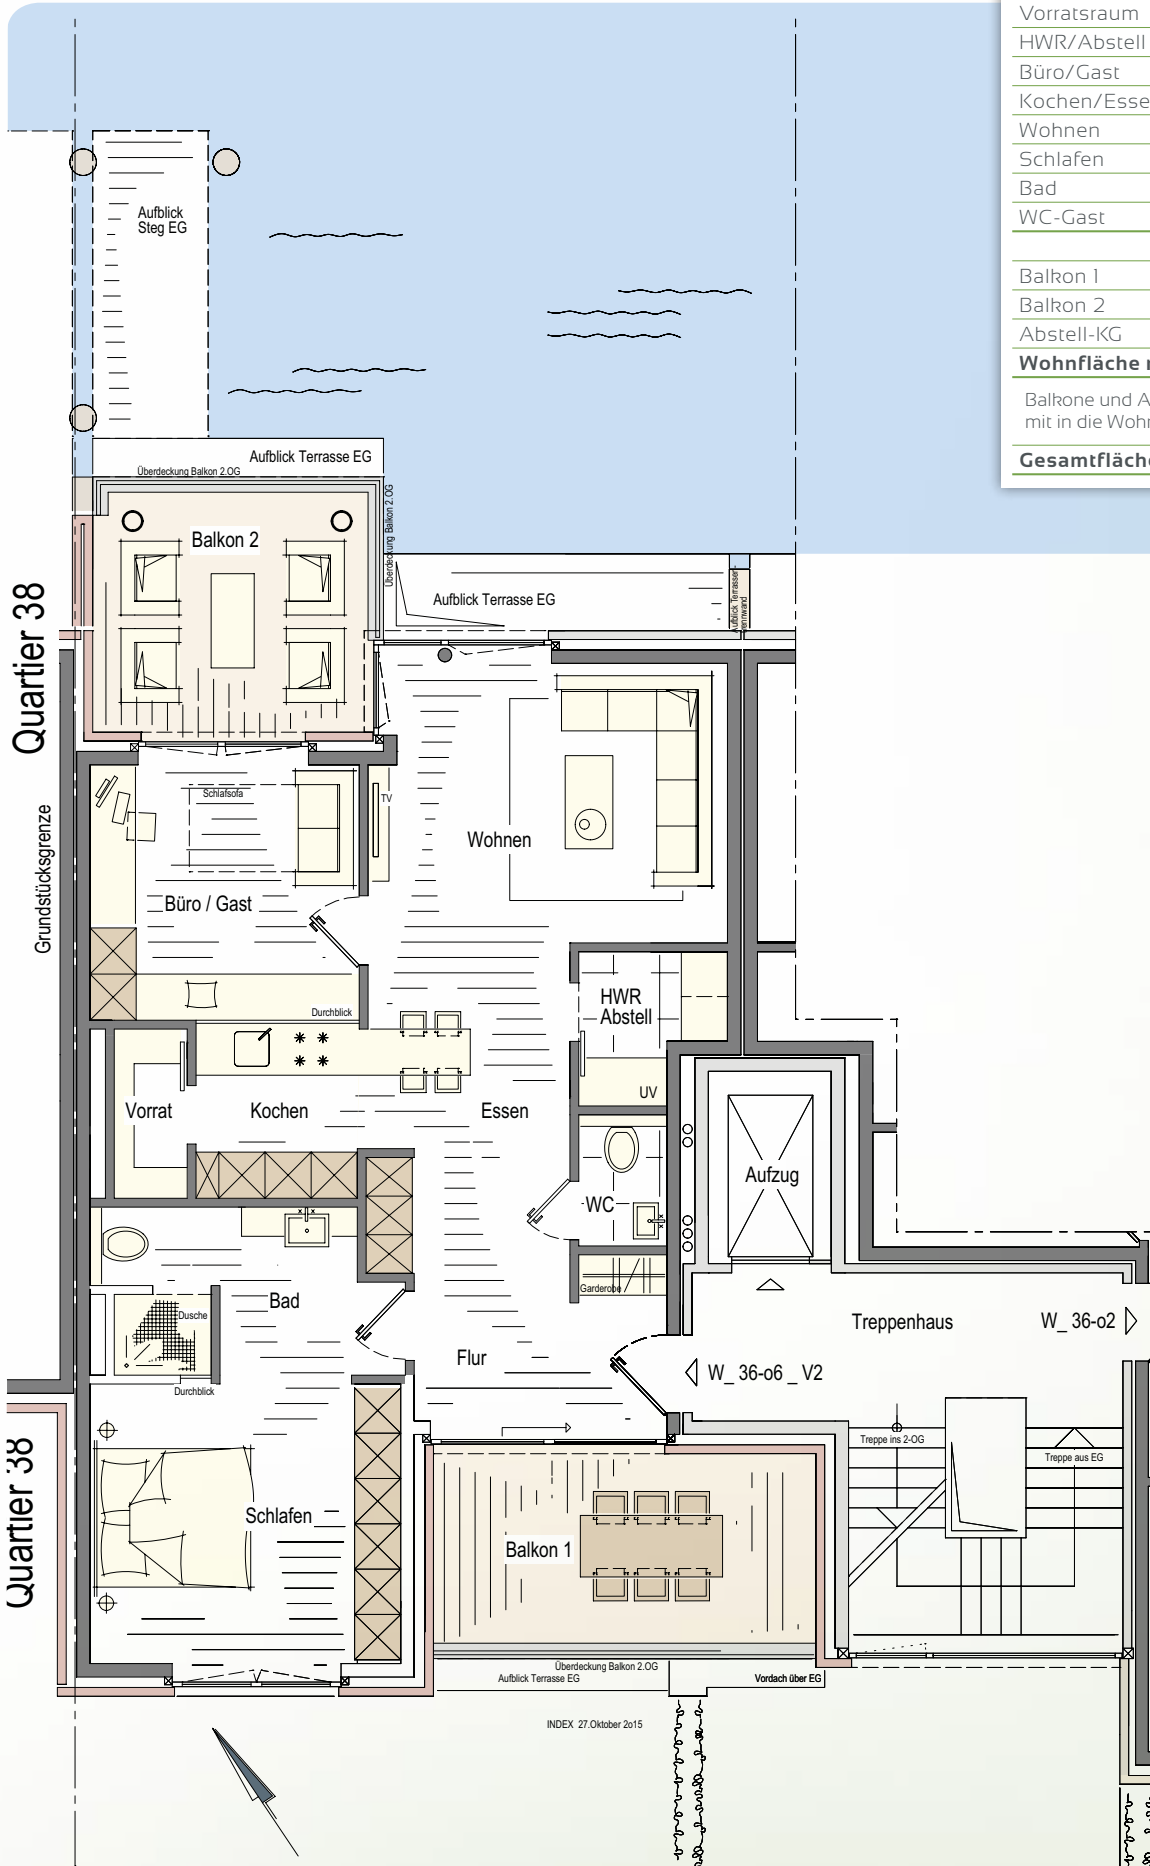 Vorratsraum
HWR/Abstell
Büro/Gast
Kochen/Esse
Wohnen
Schlafen
Bad
WC-Gast
Balkon 1
Balkon 2
Abstell-KG
Wohnfläche
Balkone und A
mit in die Woh
Gesamtfläche
Aufblick
Steg EG
Aufblick Terrasse EG
Überdeckung Balkon 2.OG
Überdeckung Balkon 2.OG
Balkon 2
Aufblick Terrasse EG
Aufblick Terrassen-
trennwand
Quartier 38
Grundstücksgrenze
Schlafsofa
TV
Wohnen
Büro / Gast
Durchblick
HWR
Abstell
UV
Vorrat
Kochen
Essen
WC
Aufzug
Garderobe
Bad
Dusche
Durchblick
Flur
Treppenhaus
W_ 36-o2
W_ 36-o6 _ V2
Treppe ins 2-OG
Treppe aus EG
Quartier 38
Schlafen
Balkon 1
Überdeckung Balkon 2.OG
Aufblick Terrasse EG
Vordach über EG
INDEX 27.Oktober 2o15